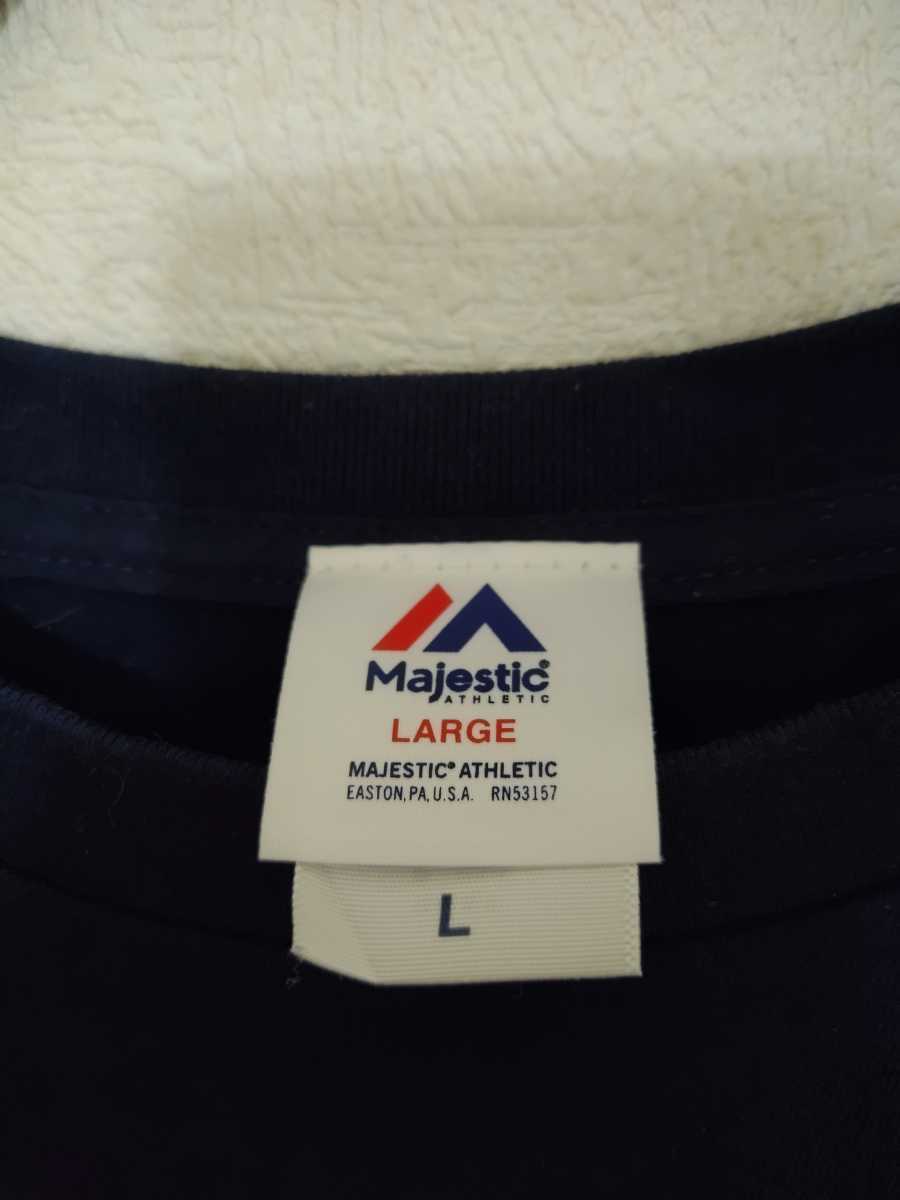 Majestic®
ATHLETIC
LARGE
MAJESTIC® ATHLETIC
EASTON, PA, U.S.A. RN53157
L